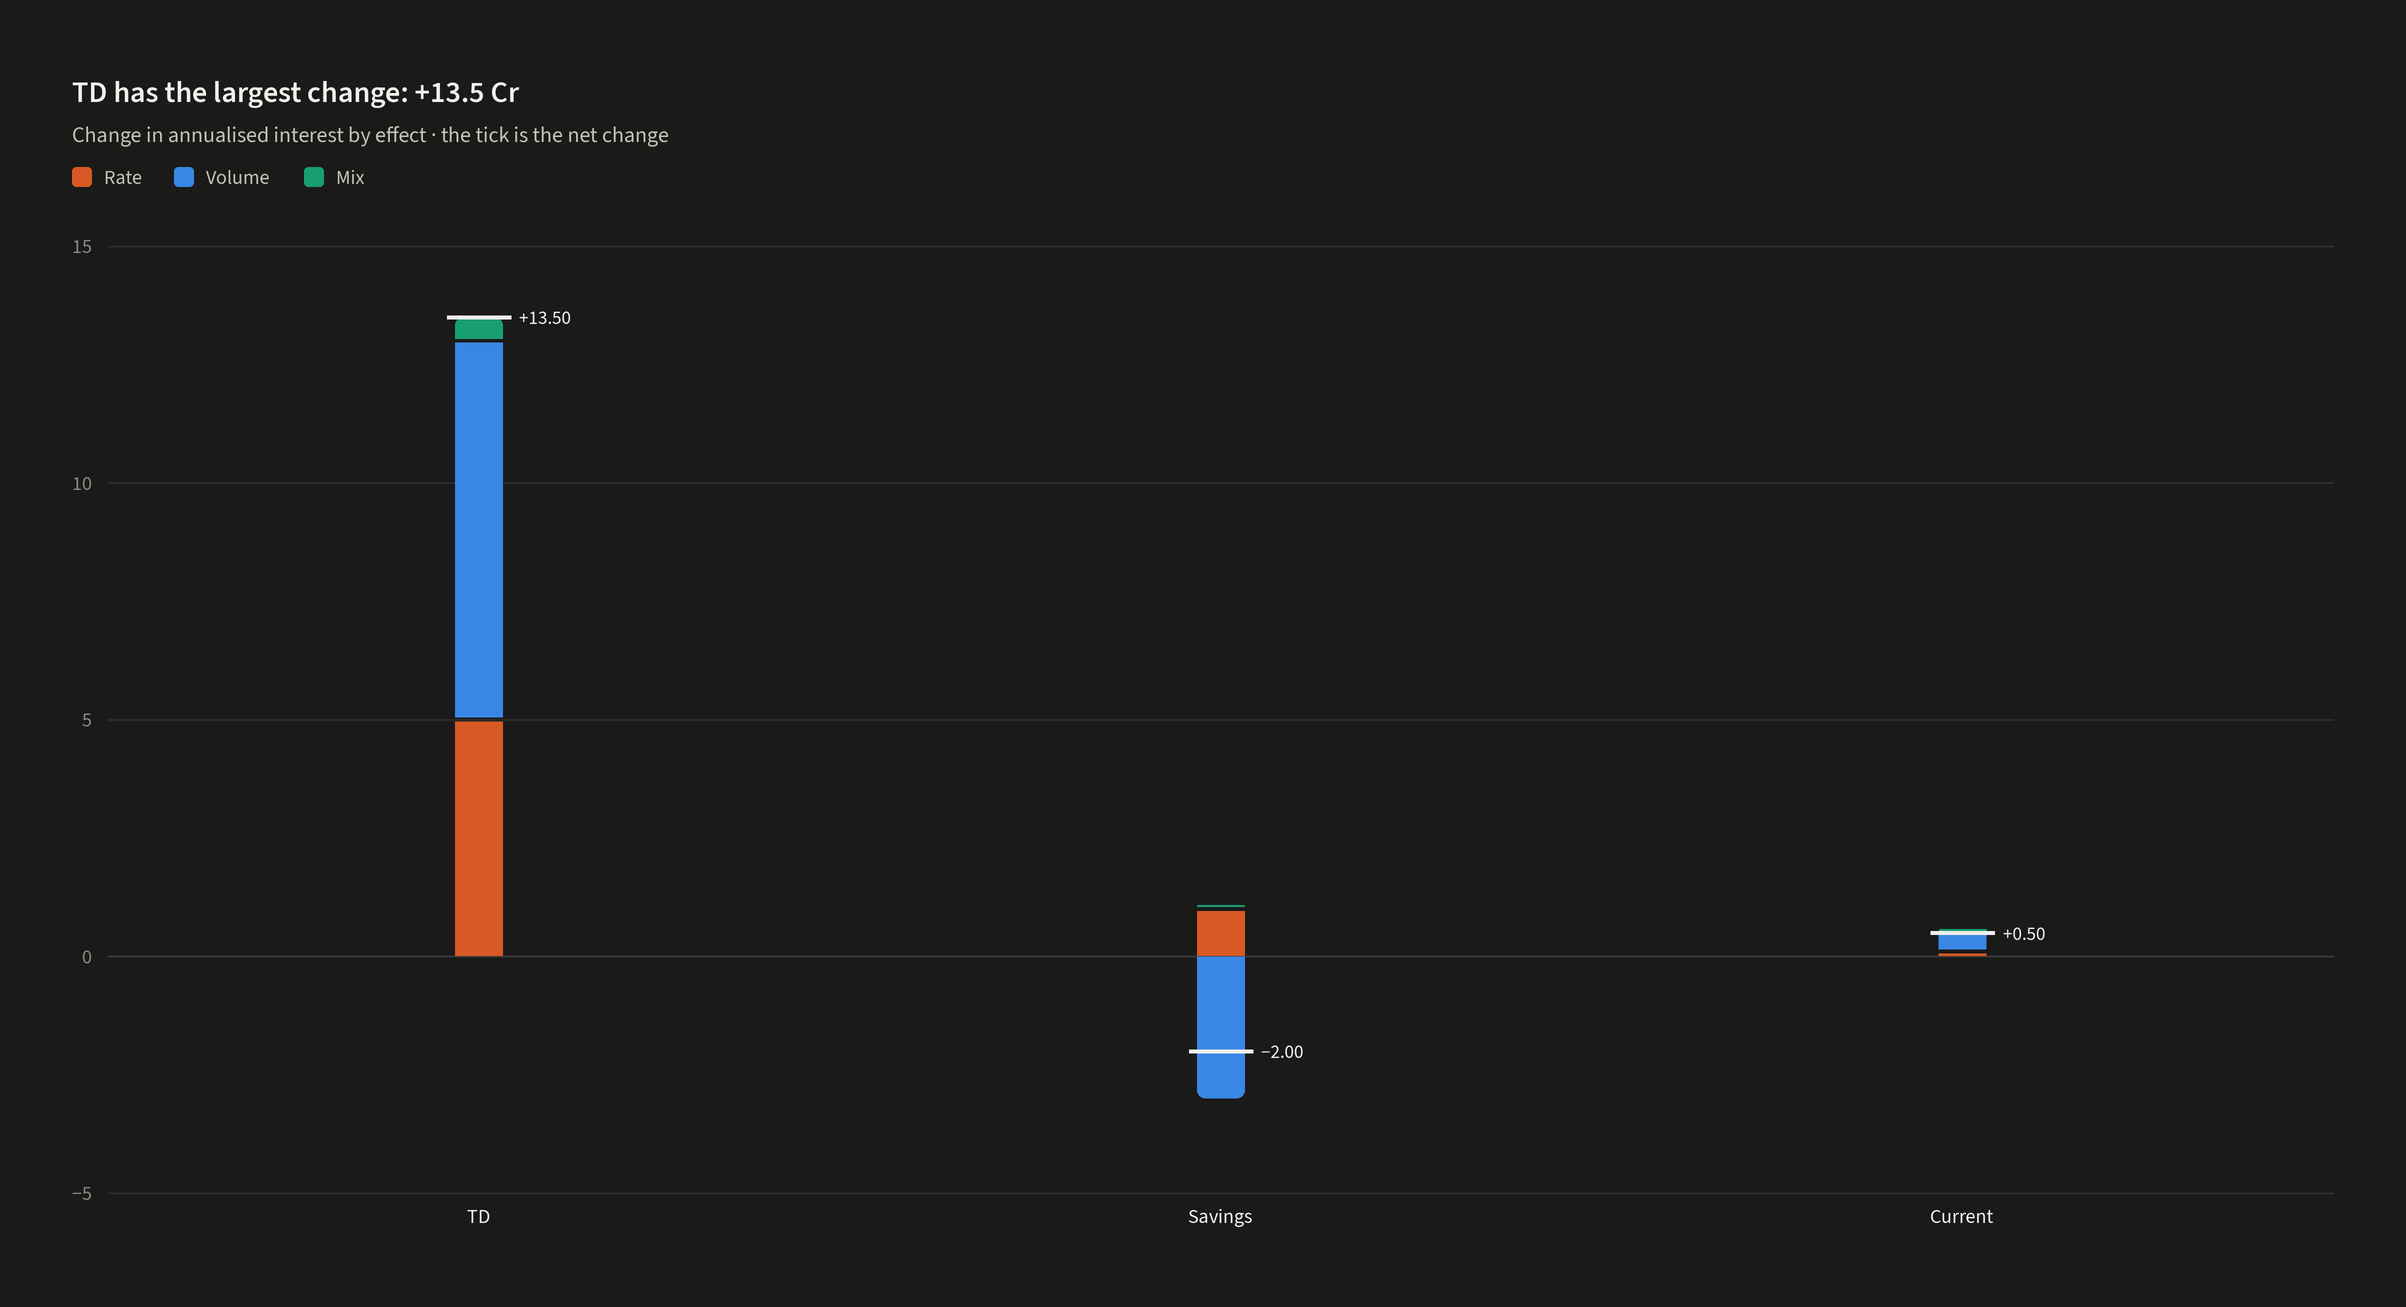 TD has the largest change: +13.5 Cr
Change in annualised interest by effect · the tick is the net change
Rate Volume Mix
15
+13.50
10
5
+0.50
0
−2.00
−5
TD Savings Current